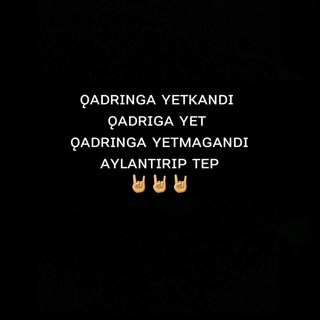 QADRINGA YETKANDI
QADRIGA YET
QADRINGA YETMAGANDI
AYLANTIRIP TEP
🤘🤘🤘